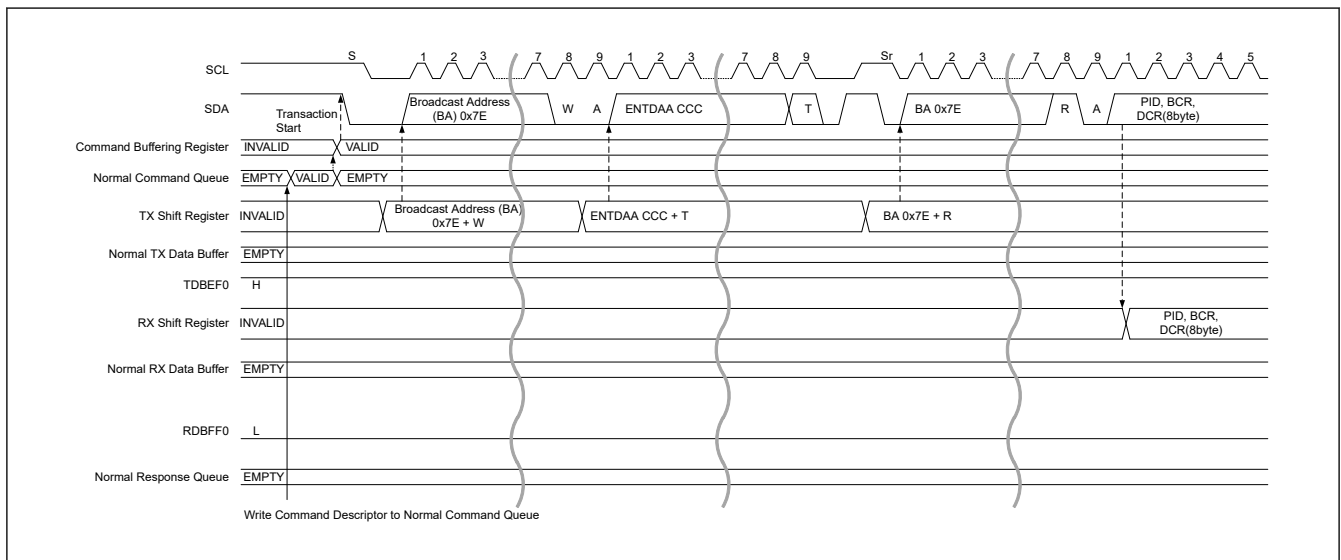 S 1 2 3 7 8 9 1 2 3 7 8 9 Sr 1 2 3 7 8 9 1 2 3 4 5
SCL
SDA Transaction Start Broadcast Address (BA) 0x7E W A ENTDAA CCC T BA 0x7E R A PID, BCR, DCR(8byte)
Command Buffering Register INVALID VALID
Normal Command Queue EMPTY VALID EMPTY
TX Shift Register INVALID Broadcast Address (BA) 0x7E + W ENTDAA CCC + T BA 0x7E + R
Normal TX Data Buffer EMPTY
TDBEF0 H
RX Shift Register INVALID PID, BCR, DCR(8byte)
Normal RX Data Buffer EMPTY
RDBFF0 L
Normal Response Queue EMPTY
Write Command Descriptor to Normal Command Queue